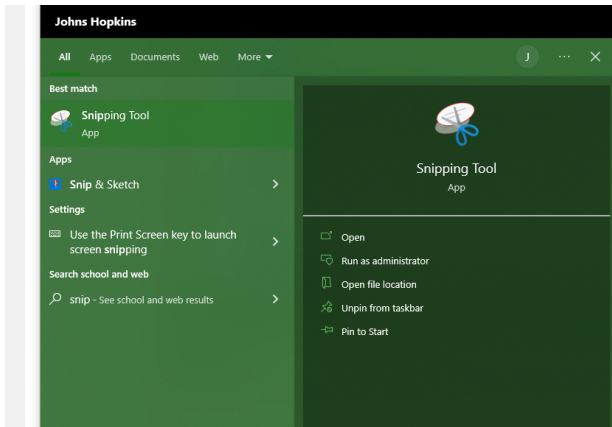 Johns Hopkins
All Apps Documents Web More
J ...
Best match
Snipping Tool
App
Apps
Snip & Sketch
Settings
Use the Print Screen key to launch
screen snipping
Search school and web
snip - See school and web results
Snipping Tool
App
Open
Run as administrator
Open file location
Unpin from taskbar
Pin to Start